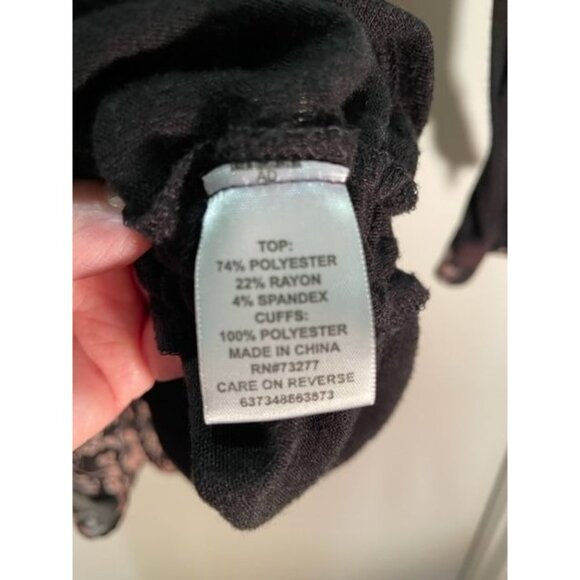 AD
TOP:
74% POLYESTER
22% RAYON
4% SPANDEX
CUFFS:
100% POLYESTER
MADE IN CHINA
RN#73277
CARE ON REVERSE
637348863873